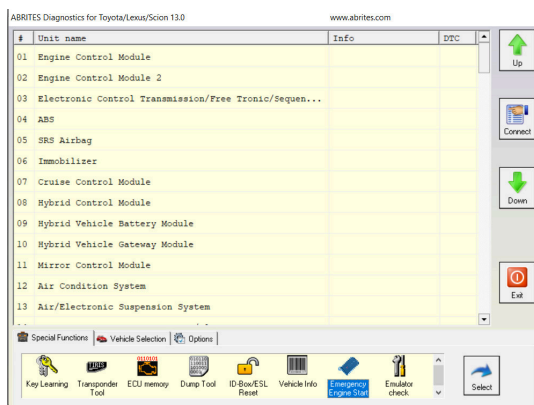 ABRITES Diagnostics for Toyota/Lexus/Scion 13.0 www.abrites.com
# Unit name Info DTC
01 Engine Control Module
02 Engine Control Module 2
03 Electronic Control Transmission/Free Tronic/Sequen...
04 ABS
05 SRS Airbag
06 Immobilizer
07 Cruise Control Module
08 Hybrid Control Module
09 Hybrid Vehicle Battery Module
10 Hybrid Vehicle Gateway Module
11 Mirror Control Module
12 Air Condition System
13 Air/Electronic Suspension System
Up
Connect
Down
Exit
Special Functions Vehicle Selection Options
Key Learning Transponder Tool ECU memory Dump Tool ID-Box/ESL Reset Vehicle Info Emergency Engine Start Emulator check Select